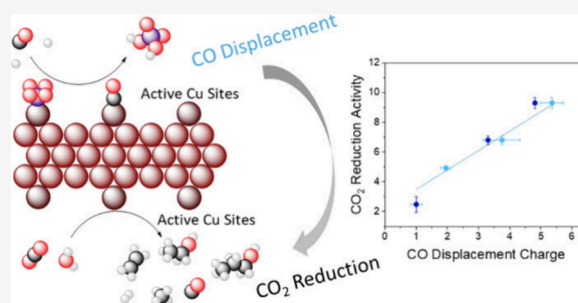 CO Displacement
Active Cu Sites
Active Cu Sites
CO₂ Reduction
CO₂ Reduction Activity
12
10
8
6
4
2
0 1 2 3 4 5 6
CO Displacement Charge